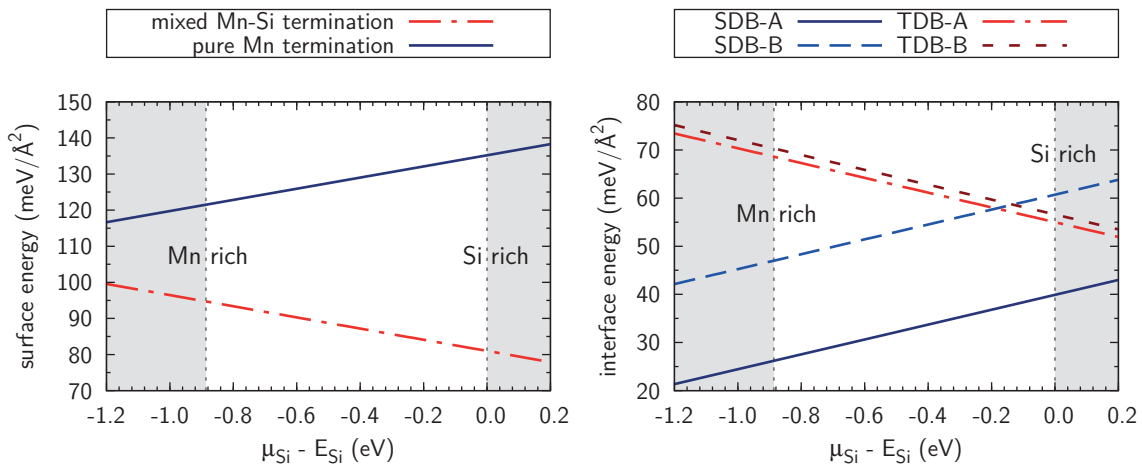 mixed Mn-Si termination
pure Mn termination
surface energy (meV/Å²)
150
140
130
120
110
100
90
80
70
Mn rich
Si rich
-1.2 -1.0 -0.8 -0.6 -0.4 -0.2 0.0 0.2
μSi - ESi (eV)
SDB-A TDB-A
SDB-B TDB-B
interface energy (meV/Å²)
80
70
60
50
40
30
20
Si rich
Mn rich
-1.2 -1.0 -0.8 -0.6 -0.4 -0.2 0.0 0.2
μSi - ESi (eV)